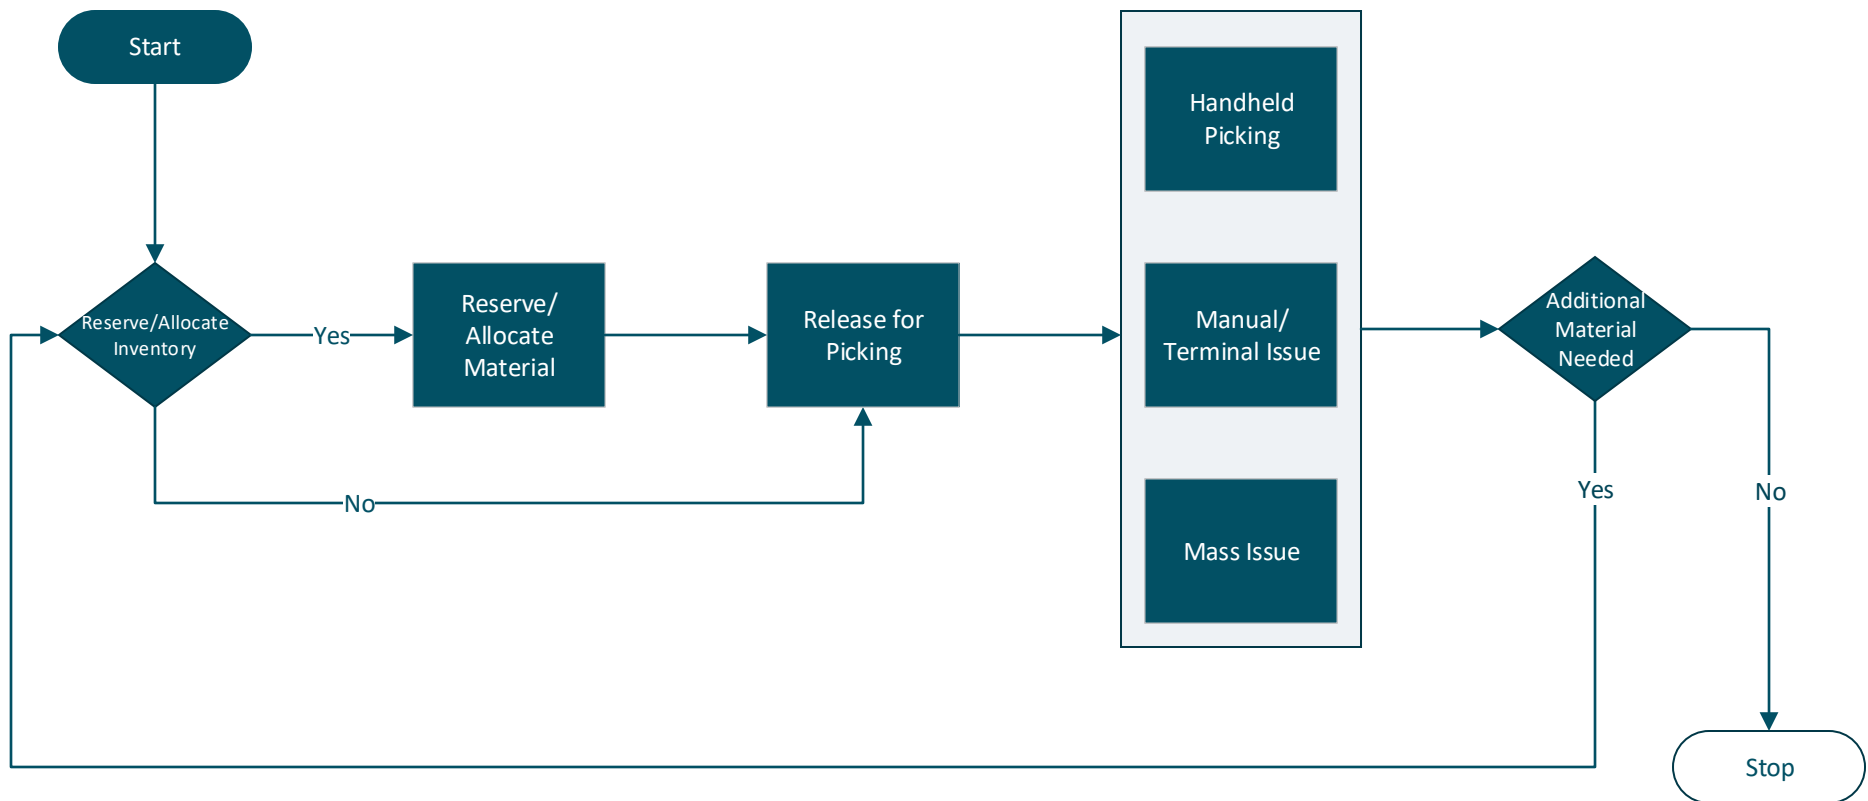 Start
Reserve/Allocate
Inventory
Yes
No
Reserve/
Allocate
Material
Release for
Picking
Handheld
Picking
Manual/
Terminal Issue
Mass Issue
Additional
Material
Needed
Yes
No
Stop